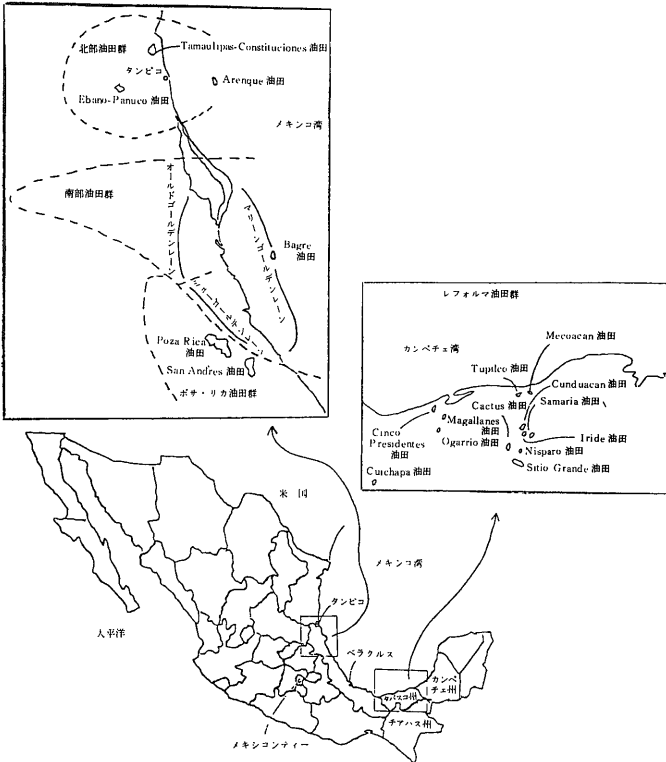 北部油田群
Tamaulipas-Constituciones 油田
タンピコ
Arenque 油田
Ebano-Panuco 油田
メキシコ湾
南部油田群
オールドゴールデンレーン
マリーンゴールデンレーン
Bagre
油田
Poza Rica
油田
San Andres 油田
ポサ・リカ油田群
レフォルマ油田群
カンペチェ湾
Mecoacan 油田
Tupilco 油田
Cunduacan 油田
Cactus 油田
Samaria 油田
Cinco
Presidentes
油田
Magallanes
油田
Ogarrio 油田
Iride 油田
Nisparo 油田
Sitio Grande 油田
Cuichapa 油田
米国
メキンコ湾
タンピコ
太平洋
ベラクルス
カンペ
チェ州
タバスコ州
チアパス州
メキシコシティー